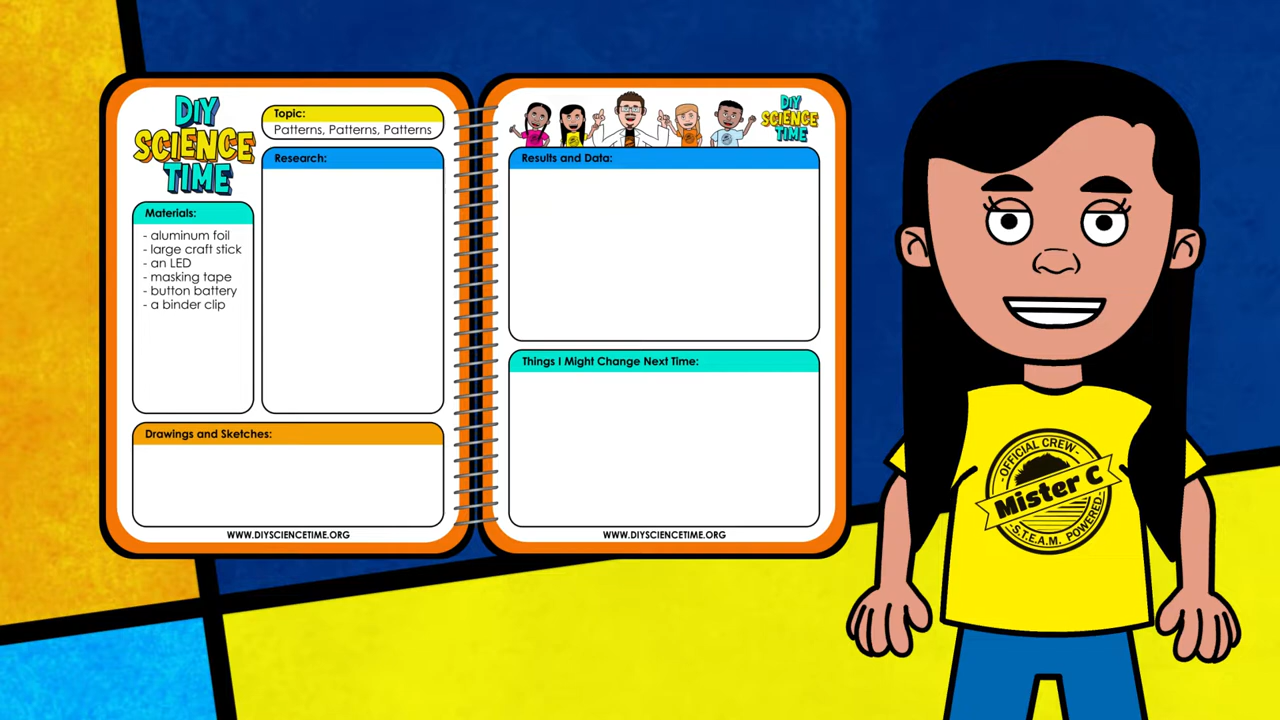 DIY
SCIENCE
TIME
Topic:
Patterns, Patterns, Patterns
Research:
Materials:
- aluminum foil
- large craft stick
- an LED
- masking tape
- button battery
- a binder clip
Drawings and Sketches:
WWW.DIYSCIENCETIME.ORG
DIY
SCIENCE
TIME
Results and Data:
Things I Might Change Next Time:
WWW.DIYSCIENCETIME.ORG
-OFFICIAL CREW-
Mister C
S.T.E.A.M. POWERED